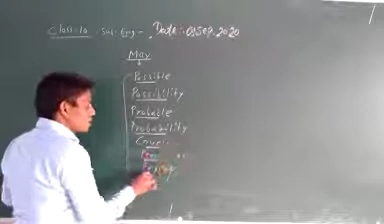 Class-10 Sub-Eng- Date-01 Sep. 2020
May
Possible
Possibility
Probable
Probability